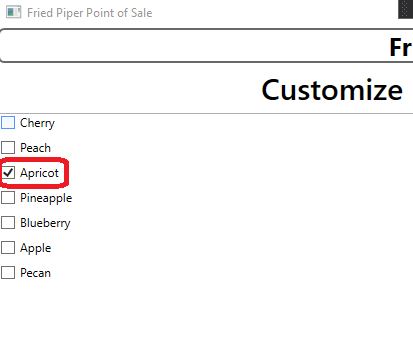 Fried Piper Point of Sale
Fr
Customize
Cherry
Peach
Apricot
Pineapple
Blueberry
Apple
Pecan